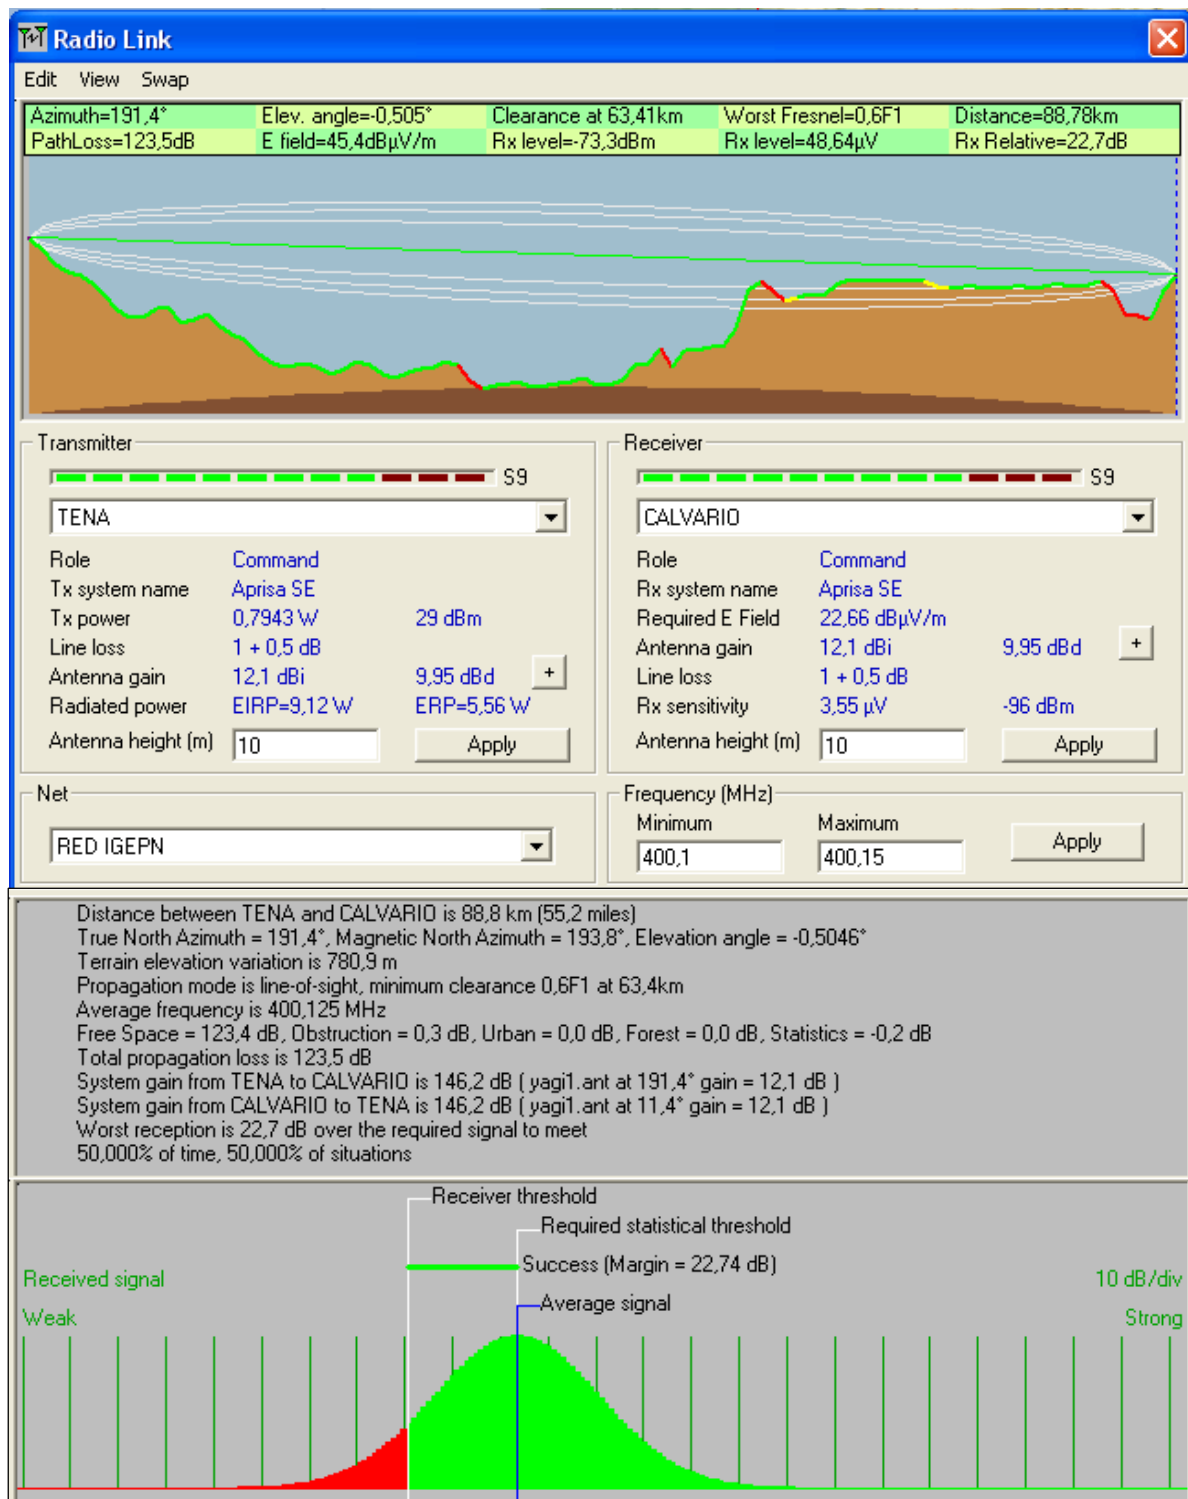 Radio Link
Edit View Swap
Azimuth=191,4° Elev. angle=-0,505° Clearance at 63,41km Worst Fresnel=0,6F1 Distance=88,78km
PathLoss=123,5dB E field=45,4dBµV/m Rx level=-73,3dBm Rx level=48,64µV Rx Relative=22,7dB
Transmitter
S9
TENA
Role Command
Tx system name Aprisa SE
Tx power 0,7943 W 29 dBm
Line loss 1 + 0,5 dB
Antenna gain 12,1 dBi 9,95 dBd +
Radiated power EIRP=9,12 W ERP=5,56 W
Antenna height (m) 10 Apply
Receiver
S9
CALVARIO
Role Command
Rx system name Aprisa SE
Required E Field 22,66 dBµV/m
Antenna gain 12,1 dBi 9,95 dBd +
Line loss 1 + 0,5 dB
Rx sensitivity 3,55 µV -96 dBm
Antenna height (m) 10 Apply
Net
RED IGEPN
Frequency (MHz)
Minimum Maximum
400,1 400,15 Apply
Distance between TENA and CALVARIO is 88,8 km (55,2 miles)
True North Azimuth = 191,4°, Magnetic North Azimuth = 193,8°, Elevation angle = -0,5046°
Terrain elevation variation is 780,9 m
Propagation mode is line-of-sight, minimum clearance 0,6F1 at 63,4km
Average frequency is 400,125 MHz
Free Space = 123,4 dB, Obstruction = 0,3 dB, Urban = 0,0 dB, Forest = 0,0 dB, Statistics = -0,2 dB
Total propagation loss is 123,5 dB
System gain from TENA to CALVARIO is 146,2 dB ( yagi1.ant at 191,4° gain = 12,1 dB )
System gain from CALVARIO to TENA is 146,2 dB ( yagi1.ant at 11,4° gain = 12,1 dB )
Worst reception is 22,7 dB over the required signal to meet
50,000% of time, 50,000% of situations
Receiver threshold
Required statistical threshold
Success (Margin = 22,74 dB)
Received signal 10 dB/div
Average signal
Weak Strong